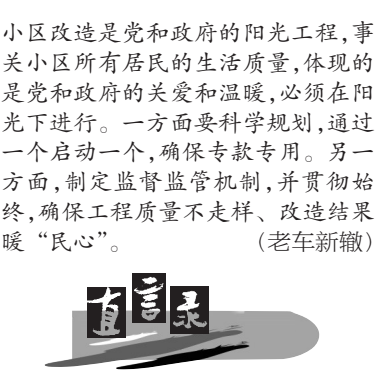 小区改造是党和政府的阳光工程,事
关小区所有居民的生活质量,体现的
是党和政府的关爱和温暖,必须在阳
光下进行。一方面要科学规划,通过
一个启动一个,确保专款专用。另一
方面,制定监督监管机制,并贯彻始
终,确保工程质量不走样、改造结果
暖“民心”。 （老车新辙）
直言录